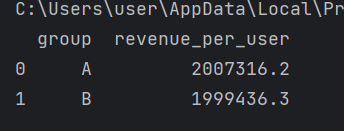 C:\Users\user\AppData\Local\Pr
group revenue_per_user
0 A 2007316.2
1 B 1999436.3